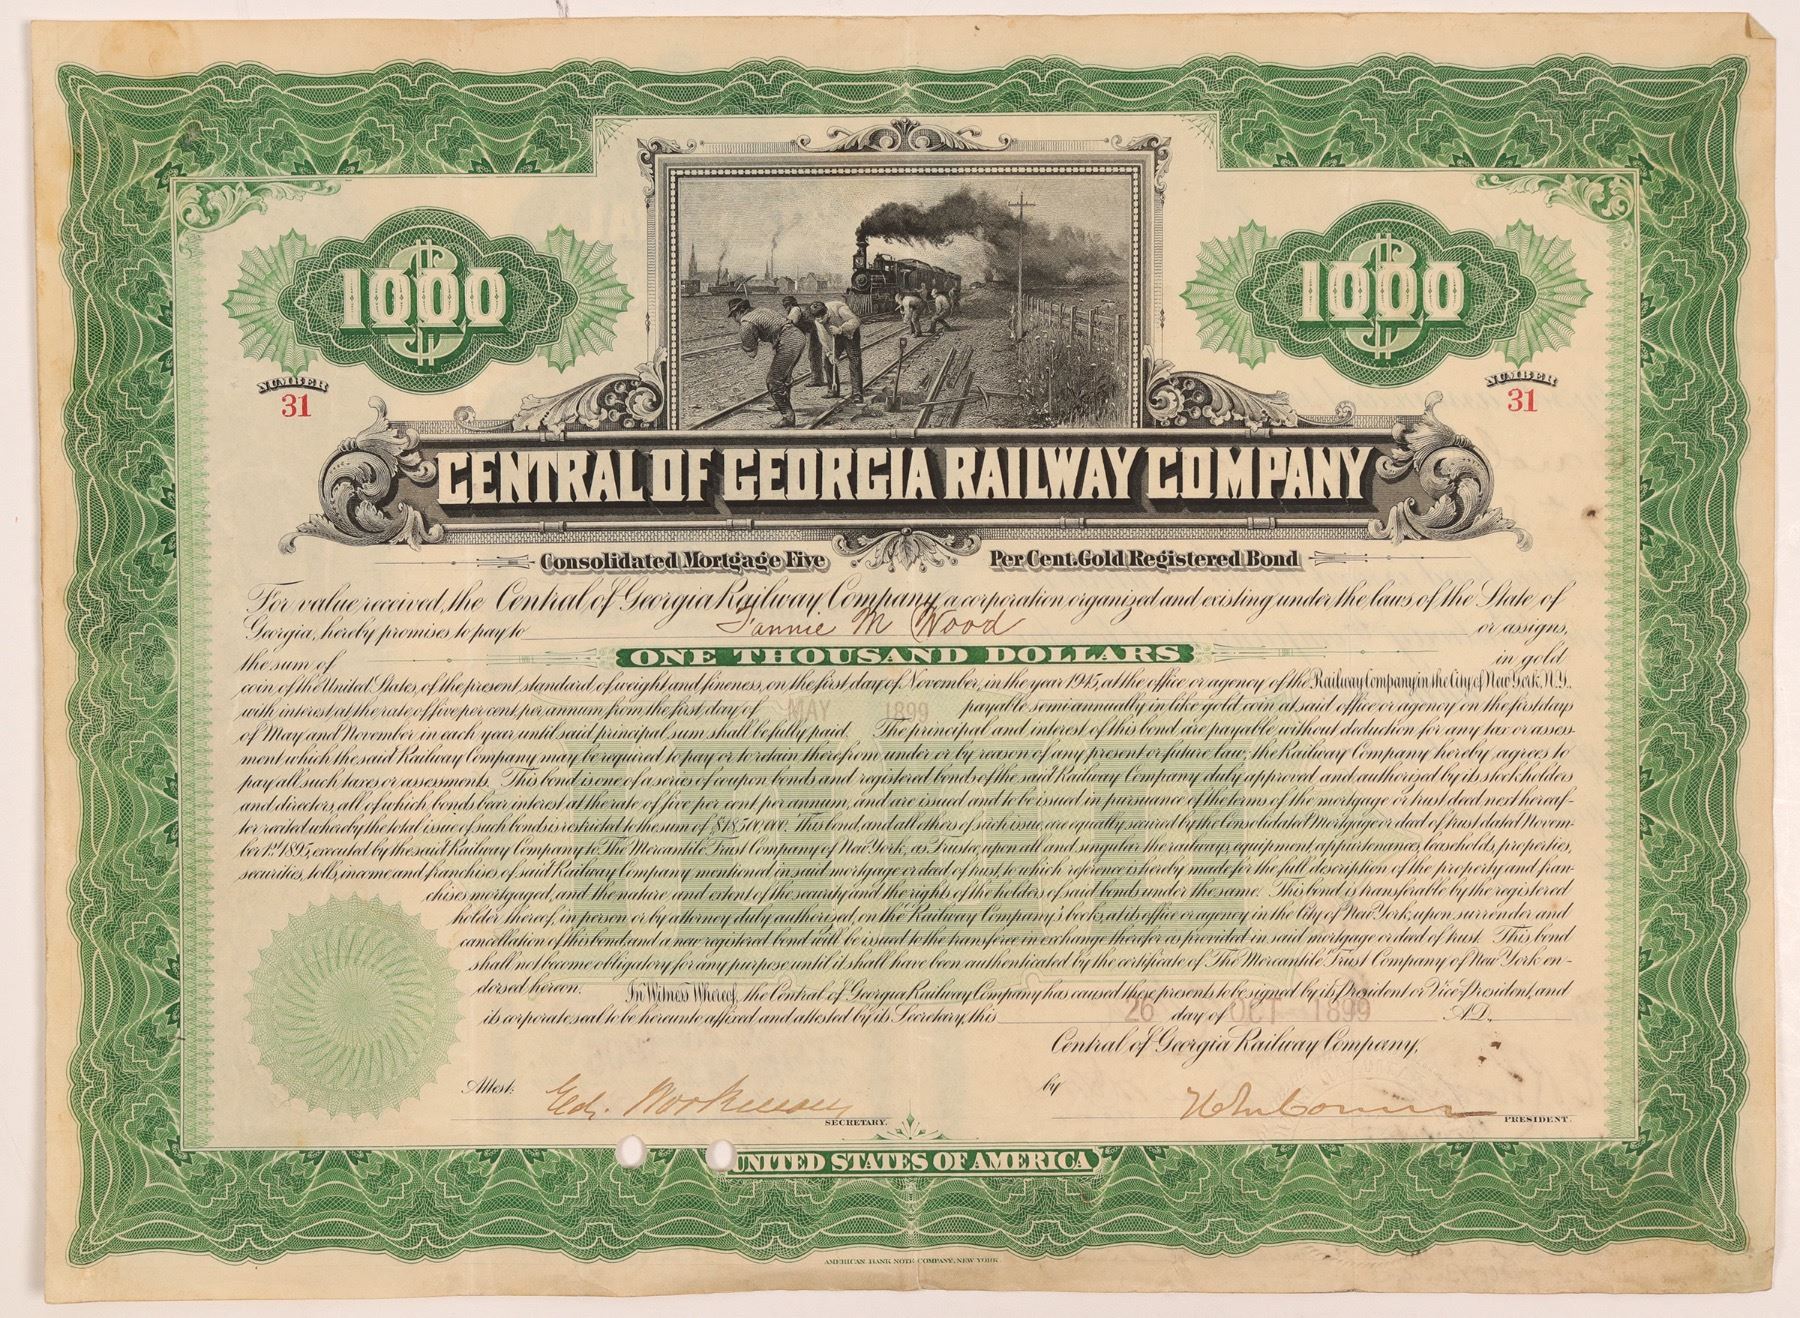 1000
1000
NUMBER
31
NUMBER
31
CENTRAL OF GEORGIA RAILWAY COMPANY
Consolidated Mortgage Five Per Cent. Gold Registered Bond
For value received, the Central of Georgia Railway Company, a corporation organized and existing under the laws of the State of
Georgia, hereby promises to pay to Fannie M Wood or assigns,
the sum of ONE THOUSAND DOLLARS in gold
coin of the United States, of the present standard of weight and fineness, on the first day of November, in the year 1945, at the office or agency of the Railway Company in the City of New York, N.Y.,
with interest at the rate of five per cent. per annum from the first day of MAY 1899 payable semi-annually in like gold coin at said office or agency on the first days
of May and November in each year until said principal sum shall be fully paid. The principal and interest of this bond are payable without deduction for any tax or assess-
ment which the said Railway Company may be required to pay or to retain therefrom under or by reason of any present or future law, the Railway Company hereby agrees to
pay all such taxes or assessments. This bond is one of a series of coupon bonds and registered bonds of the said Railway Company duly approved and authorized by its stockholders
and directors, all of which bonds bear interest at the rate of five per cent. per annum, and are issued and to be issued in pursuance of the terms of the mortgage or trust deed next hereaf-
ter recited whereby the total issue of such bonds is restricted to the sum of $18,500,000. This bond, and all others of such issue, are equally secured by the Consolidated Mortgage or deed of trust dated Novem-
ber 1st 1895, executed by the said Railway Company to The Mercantile Trust Company of New York, as Trustee, upon all and singular the railways, equipment, appurtenances, leaseholds, properties,
securities, tolls, income and franchises of said Railway Company mentioned in said mortgage or deed of trust, to which reference is hereby made for the full description of the property and fran-
chises mortgaged, and the nature and extent of the security and the rights of the holders of said bonds under the same. This bond is transferable by the registered
holder thereof, in person or by attorney duly authorized, on the Railway Company's books, at its office or agency in the City of New York, upon surrender and
cancellation of this bond, and a new registered bond will be issued to the transferee in exchange therefor as provided in said mortgage or deed of trust. This bond
shall not become obligatory for any purpose until it shall have been authenticated by the certificate of The Mercantile Trust Company of New York en-
dorsed hereon. In Witness Whereof, the Central of Georgia Railway Company has caused these presents to be signed by its President or Vice-President, and
its corporate seal to be hereunto affixed and attested by its Secretary, this 26 day of OCT 1899 A.D.
Central of Georgia Railway Company,
Attest: by
SECRETARY.
PRESIDENT.
UNITED STATES OF AMERICA
AMERICAN BANK NOTE COMPANY, NEW YORK.